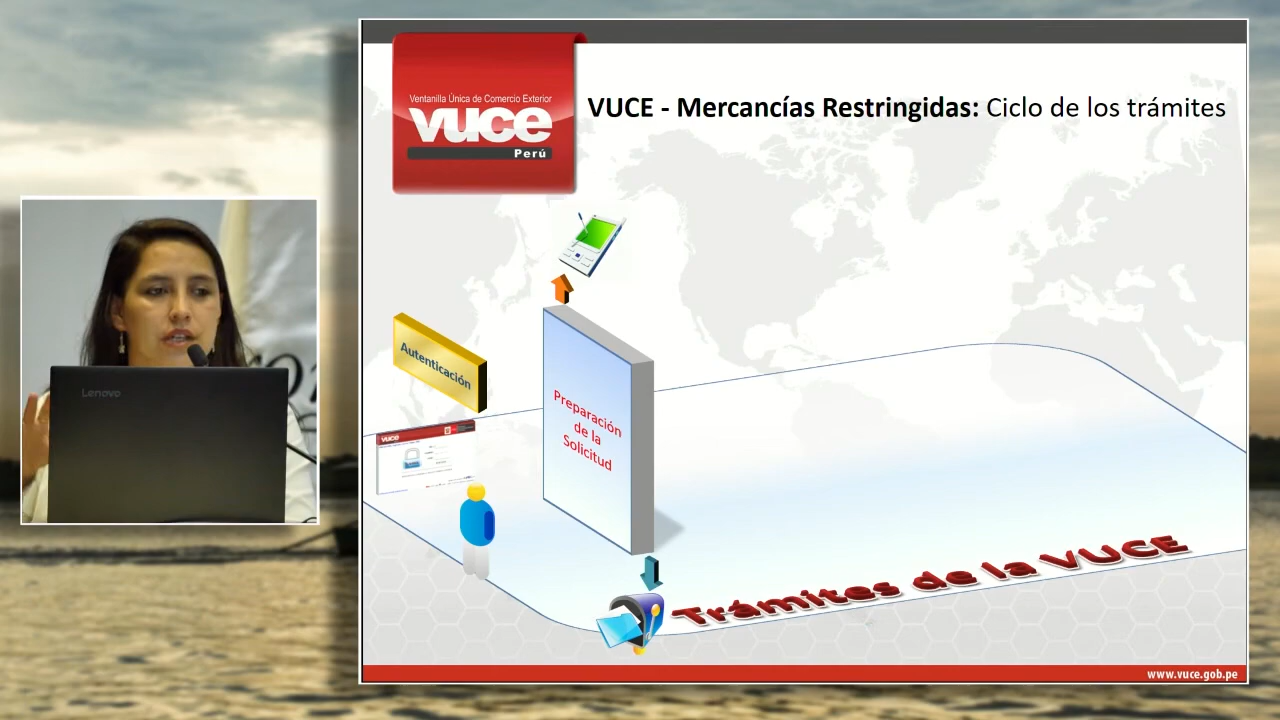 Ventanilla Única de Comercio Exterior
vuce
Perú
VUCE - Mercancías Restringidas: Ciclo de los trámites
Autenticación
vuce
Preparación
de la
Solicitud
Trámites de la VUCE
Lenovo
www.vuce.gob.pe